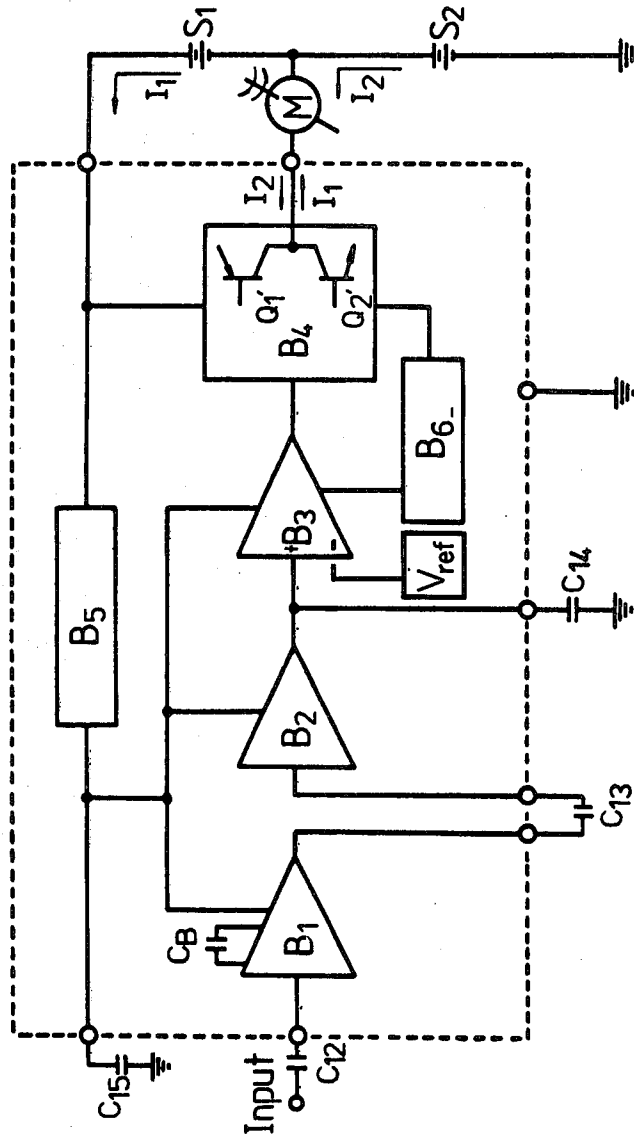 S₁
I₁
M
I₂
S₂
I₂
I₁
Q₁'
Q₂'
B₄
B₅
+B₃
-
B₆-
Vref
C₁₄
B₂
C₁₃
C_B
B₁
C₁₅
Input
C₁₂